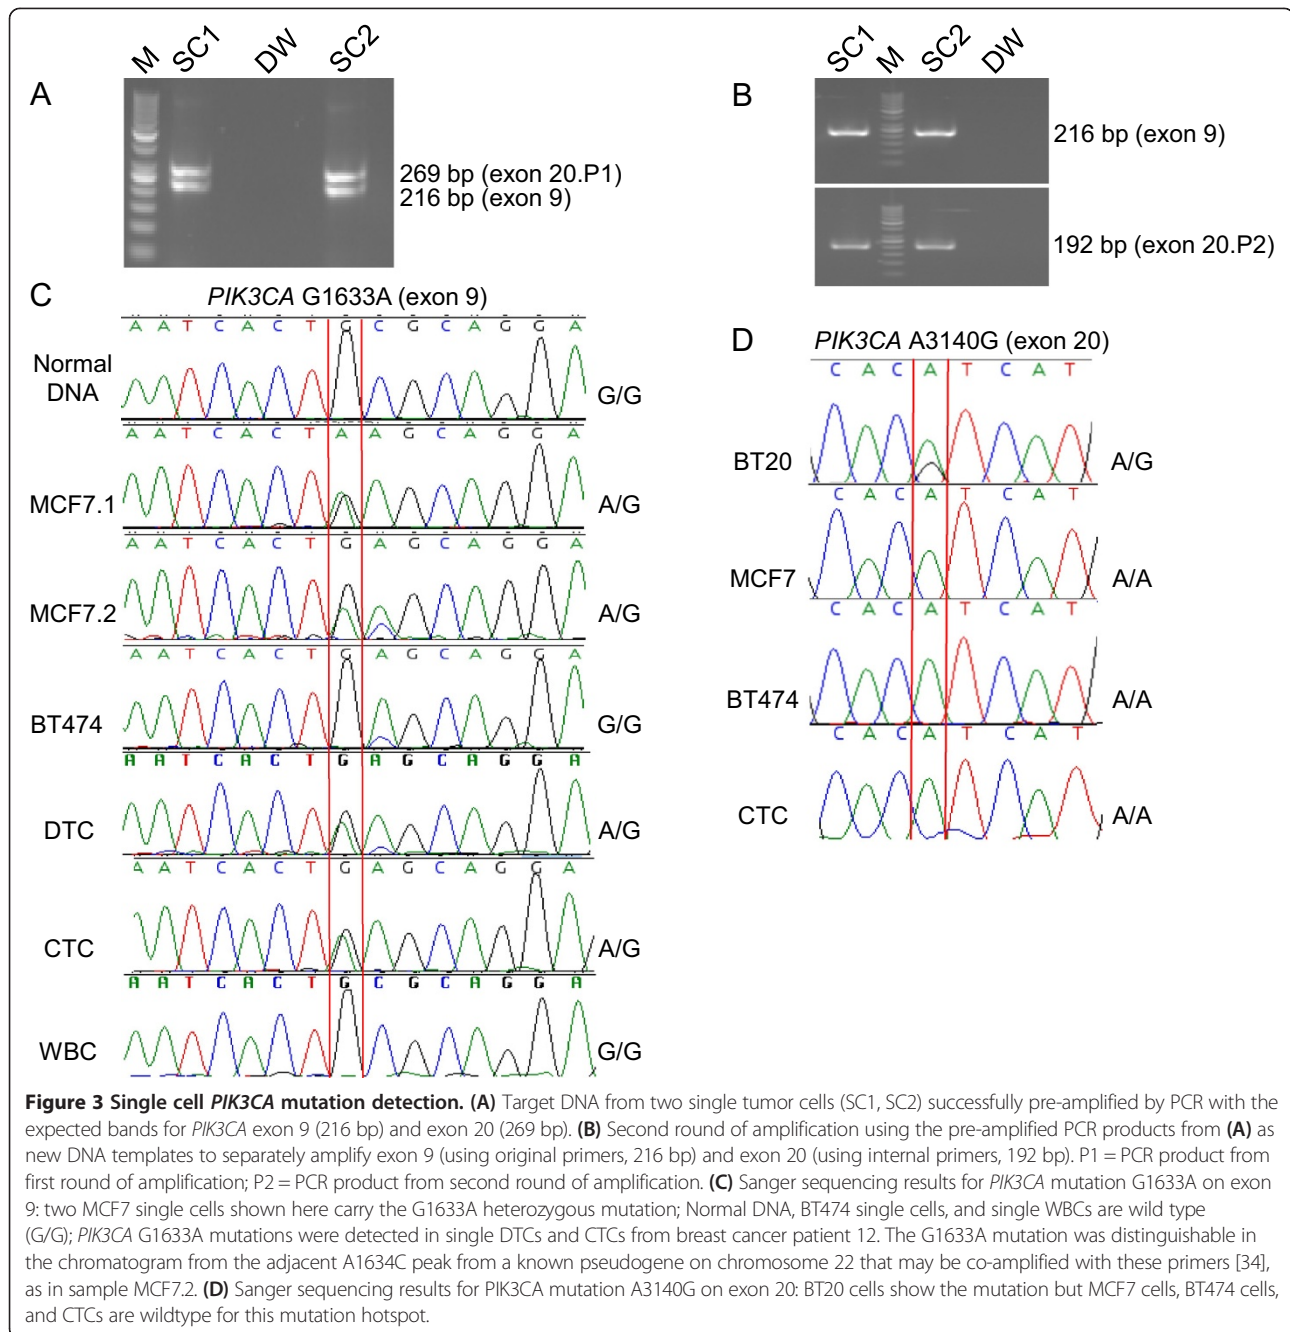 A
M SC1 DW SC2
269 bp (exon 20.P1)
216 bp (exon 9)
B
SC1 M SC2 DW
216 bp (exon 9)
192 bp (exon 20.P2)
C
PIK3CA G1633A (exon 9)
A A T C A C T G C G C A G G A
Normal DNA
G/G
A A T C A C T A A G C A G G A
MCF7.1
A/G
A A T C A C T G A G C A G G A
MCF7.2
A/G
A A T C A C T G A G C A G G A
BT474
G/G
A A T C A C T G A G C A G G A
DTC
A/G
A A T C A C T G A G C A G G A
CTC
A/G
A A T C A C T G C G C A G G A
WBC
G/G
D
PIK3CA A3140G (exon 20)
C A C A T C A T
BT20
A/G
C A C A T C A T
MCF7
A/A
C A C A T C A T
BT474
A/A
C A C A T C A T
CTC
A/A
Figure 3 Single cell PIK3CA mutation detection. (A) Target DNA from two single tumor cells (SC1, SC2) successfully pre-amplified by PCR with the
expected bands for PIK3CA exon 9 (216 bp) and exon 20 (269 bp). (B) Second round of amplification using the pre-amplified PCR products from (A) as
new DNA templates to separately amplify exon 9 (using original primers, 216 bp) and exon 20 (using internal primers, 192 bp). P1 = PCR product from
first round of amplification; P2 = PCR product from second round of amplification. (C) Sanger sequencing results for PIK3CA mutation G1633A on exon
9: two MCF7 single cells shown here carry the G1633A heterozygous mutation; Normal DNA, BT474 single cells, and single WBCs are wild type
(G/G); PIK3CA G1633A mutations were detected in single DTCs and CTCs from breast cancer patient 12. The G1633A mutation was distinguishable in
the chromatogram from the adjacent A1634C peak from a known pseudogene on chromosome 22 that may be co-amplified with these primers [34],
as in sample MCF7.2. (D) Sanger sequencing results for PIK3CA mutation A3140G on exon 20: BT20 cells show the mutation but MCF7 cells, BT474 cells,
and CTCs are wildtype for this mutation hotspot.